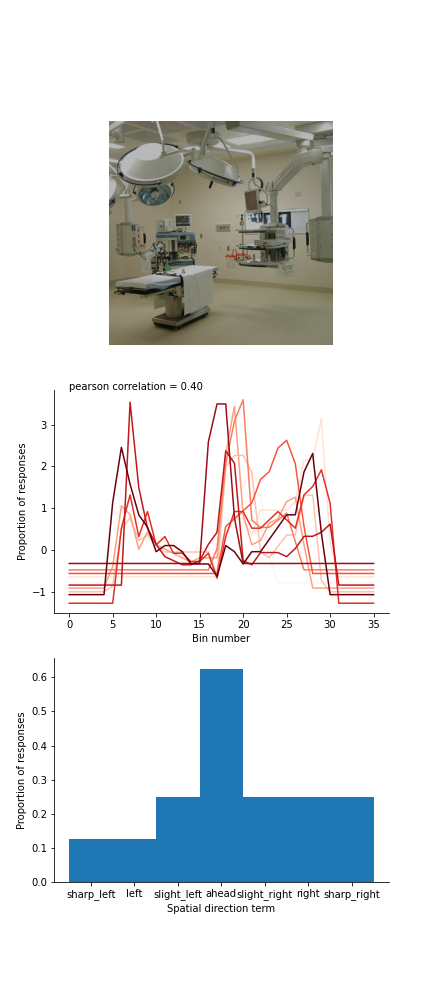 pearson correlation = 0.40
3
2
1
0
−1
Proportion of responses
0 5 10 15 20 25 30 35
Bin number
0.6
0.5
0.4
0.3
0.2
0.1
0.0
Proportion of responses
sharp_left left slight_left ahead slight_right right sharp_right
Spatial direction term